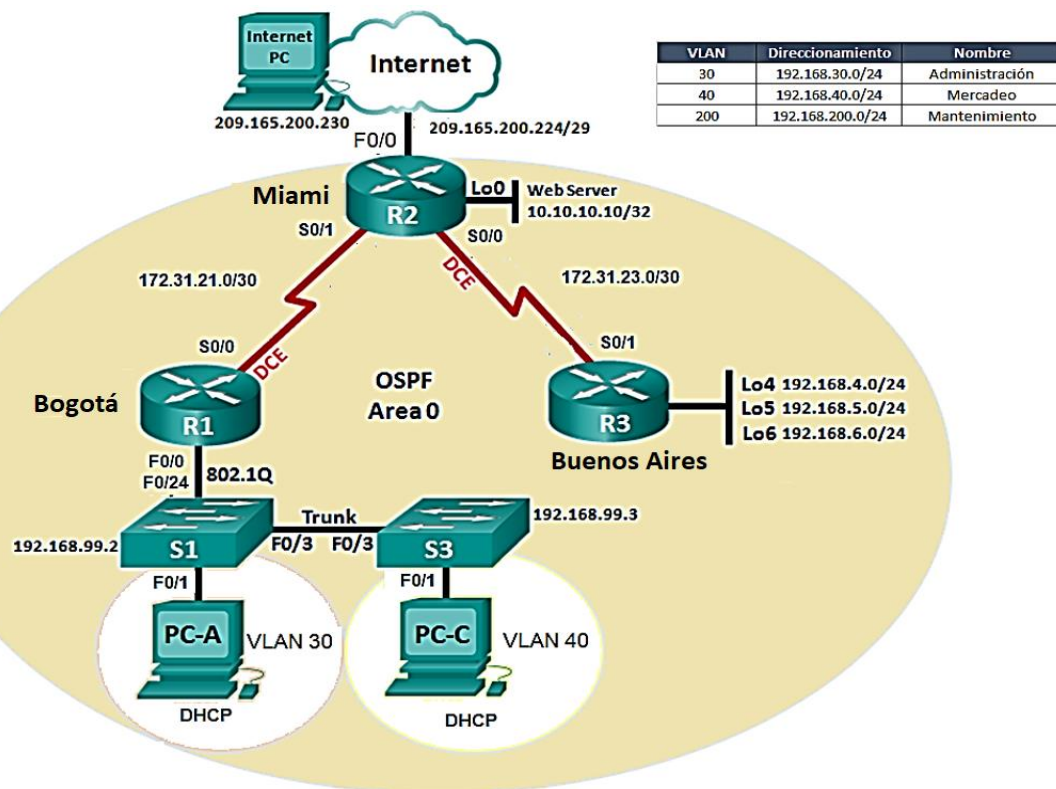 Internet
PC
Internet
209.165.200.230
209.165.200.224/29
F0/0
VLAN Direccionamiento Nombre
30 192.168.30.0/24 Administración
40 192.168.40.0/24 Mercadeo
200 192.168.200.0/24 Mantenimiento
Miami
R2
Lo0
Web Server
10.10.10.10/32
S0/1
S0/0
DCE
172.31.21.0/30
172.31.23.0/30
S0/0
DCE
S0/1
Bogotá
R1
OSPF
Area 0
R3
Buenos Aires
Lo4 192.168.4.0/24
Lo5 192.168.5.0/24
Lo6 192.168.6.0/24
F0/0
F0/24
802.1Q
192.168.99.2
S1
Trunk
F0/3 F0/3
S3
192.168.99.3
F0/1
F0/1
PC-A
VLAN 30
PC-C
VLAN 40
DHCP
DHCP